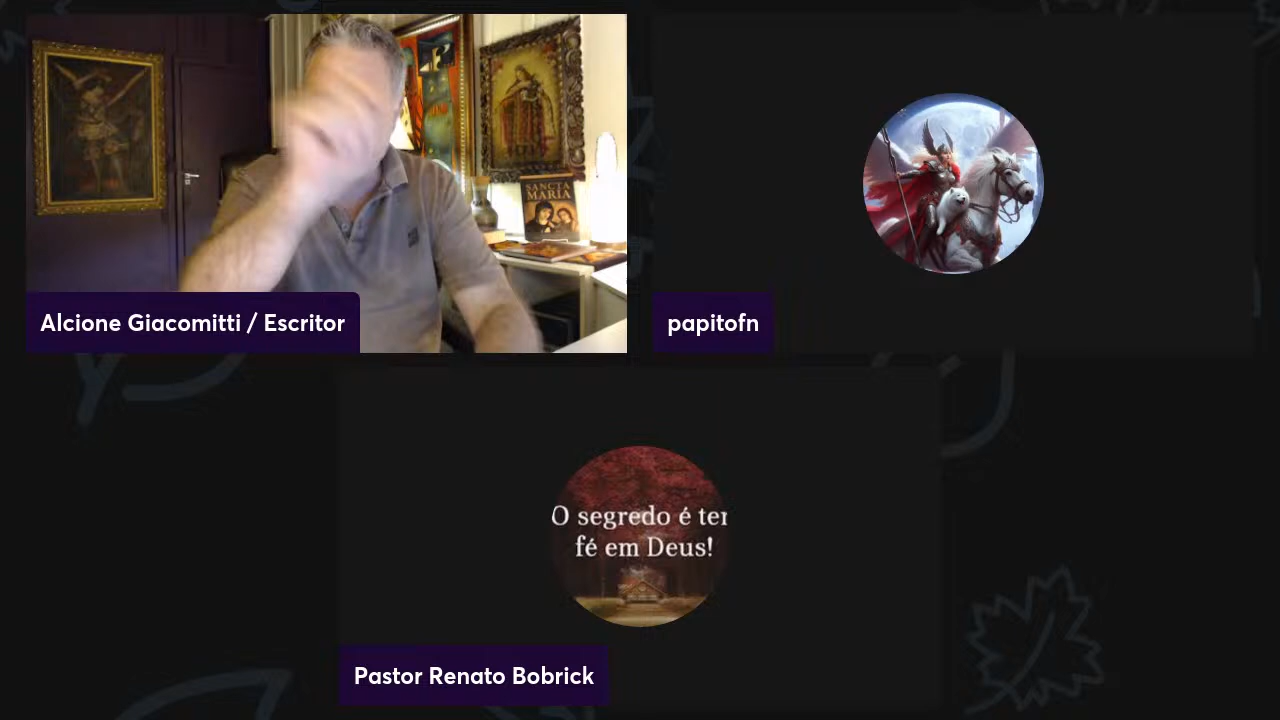 SANCTA
MARIA
Alcione Giacomitti / Escritor
papitofn
O segredo é ter
fé em Deus!
Pastor Renato Bobrick